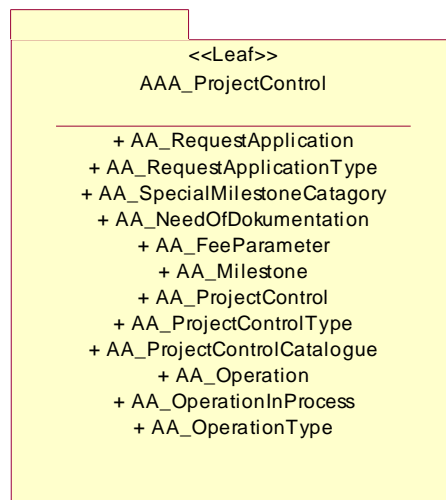 <<Leaf>>
AAA_ProjectControl
+ AA_RequestApplication
+ AA_RequestApplicationType
+ AA_SpecialMilestoneCatagory
+ AA_NeedOfDokumentation
+ AA_FeeParameter
+ AA_Milestone
+ AA_ProjectControl
+ AA_ProjectControlType
+ AA_ProjectControlCatalogue
+ AA_Operation
+ AA_OperationInProcess
+ AA_OperationType